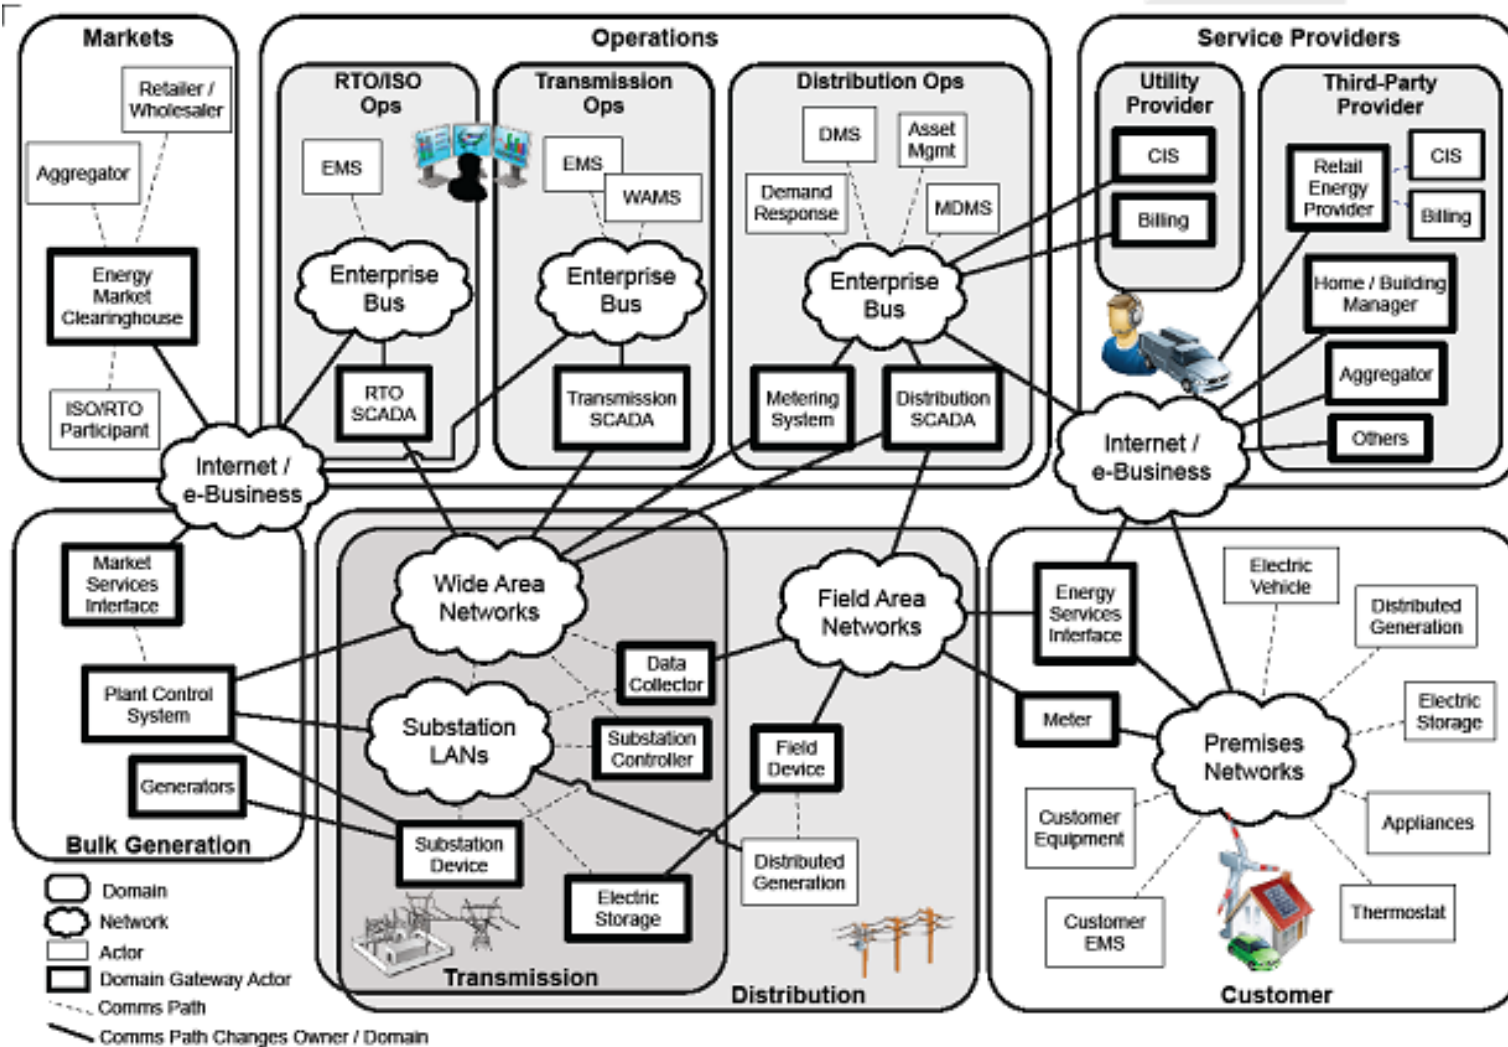 Markets
Retailer /
Wholesaler
Aggregator
Energy
Market
Clearinghouse
ISO/RTO
Participant
Operations
RTO/ISO
Ops
EMS
Enterprise
Bus
RTO
SCADA
Transmission
Ops
EMS
WAMS
Enterprise
Bus
Transmission
SCADA
Distribution Ops
DMS
Asset
Mgmt
Demand
Response
MDMS
Enterprise
Bus
Metering
System
Distribution
SCADA
Service Providers
Utility
Provider
CIS
Billing
Third-Party
Provider
Retail
Energy
Provider
CIS
Billing
Home / Building
Manager
Aggregator
Others
Internet /
e-Business
Internet /
e-Business
Market
Services
Interface
Plant Control
System
Generators
Bulk Generation
Wide Area
Networks
Data
Collector
Substation
LANs
Substation
Controller
Substation
Device
Electric
Storage
Transmission
Field Area
Networks
Field
Device
Distributed
Generation
Distribution
Energy
Services
Interface
Meter
Electric
Vehicle
Distributed
Generation
Electric
Storage
Premises
Networks
Customer
Equipment
Appliances
Customer
EMS
Thermostat
Customer
Domain
Network
Actor
Domain Gateway Actor
Comms Path
Comms Path Changes Owner / Domain